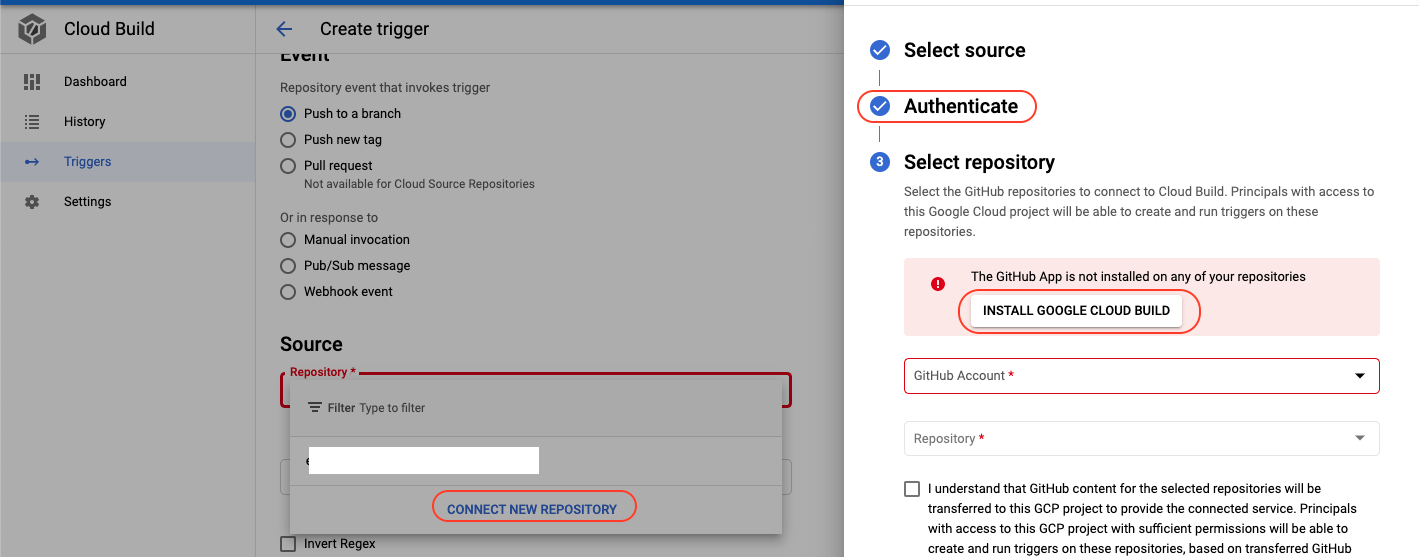 Cloud Build
Dashboard
History
Triggers
Settings
Create trigger
Event
Repository event that invokes trigger
Push to a branch
Push new tag
Pull request
Not available for Cloud Source Repositories
Or in response to
Manual invocation
Pub/Sub message
Webhook event
Source
Repository *
Filter Type to filter
CONNECT NEW REPOSITORY
Invert Regex
Select source
Authenticate
3 Select repository
Select the GitHub repositories to connect to Cloud Build. Principals with access to
this Google Cloud project will be able to create and run triggers on these
repositories.
The GitHub App is not installed on any of your repositories
INSTALL GOOGLE CLOUD BUILD
GitHub Account *
Repository *
I understand that GitHub content for the selected repositories will be
transferred to this GCP project to provide the connected service. Principals
with access to this GCP project with sufficient permissions will be able to
create and run triggers on these repositories, based on transferred GitHub